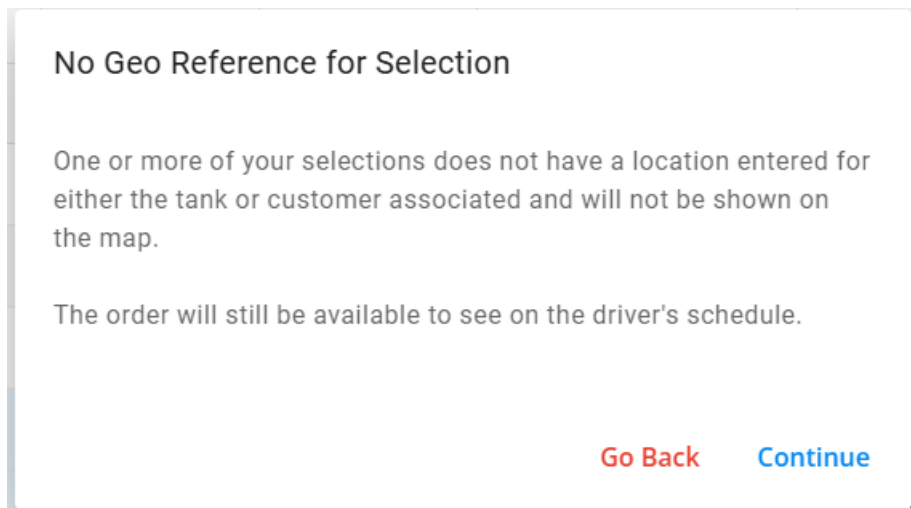 No Geo Reference for Selection
One or more of your selections does not have a location entered for
either the tank or customer associated and will not be shown on
the map.
The order will still be available to see on the driver's schedule.
Go Back Continue